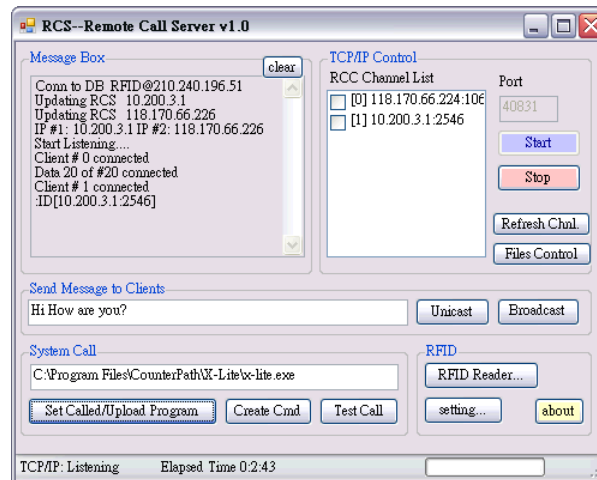 RCS--Remote Call Server v1.0
Message Box
clear
Conn to DB RFID@210.240.196.51
Updating RCS 10.200.3.1
Updating RCS 118.170.66.226
IP #1: 10.200.3.1 IP #2: 118.170.66.226
Start Listening....
Client # 0 connected
Data 20 of #20 connected
Client # 1 connected
:ID[10.200.3.1:2546]
TCP/IP Control
RCC Channel List
[0] 118.170.66.224:106
[1] 10.200.3.1:2546
Port
40831
Start
Stop
Refresh Chnl.
Files Control
Send Message to Clients
Hi How are you?
Unicast
Broadcast
System Call
C:\Program Files\CounterPath\X-Lite\x-lite.exe
Set Called/Upload Program
Create Cmd
Test Call
RFID
RFID Reader...
setting...
about
TCP/IP: Listening Elapsed Time 0:2:43